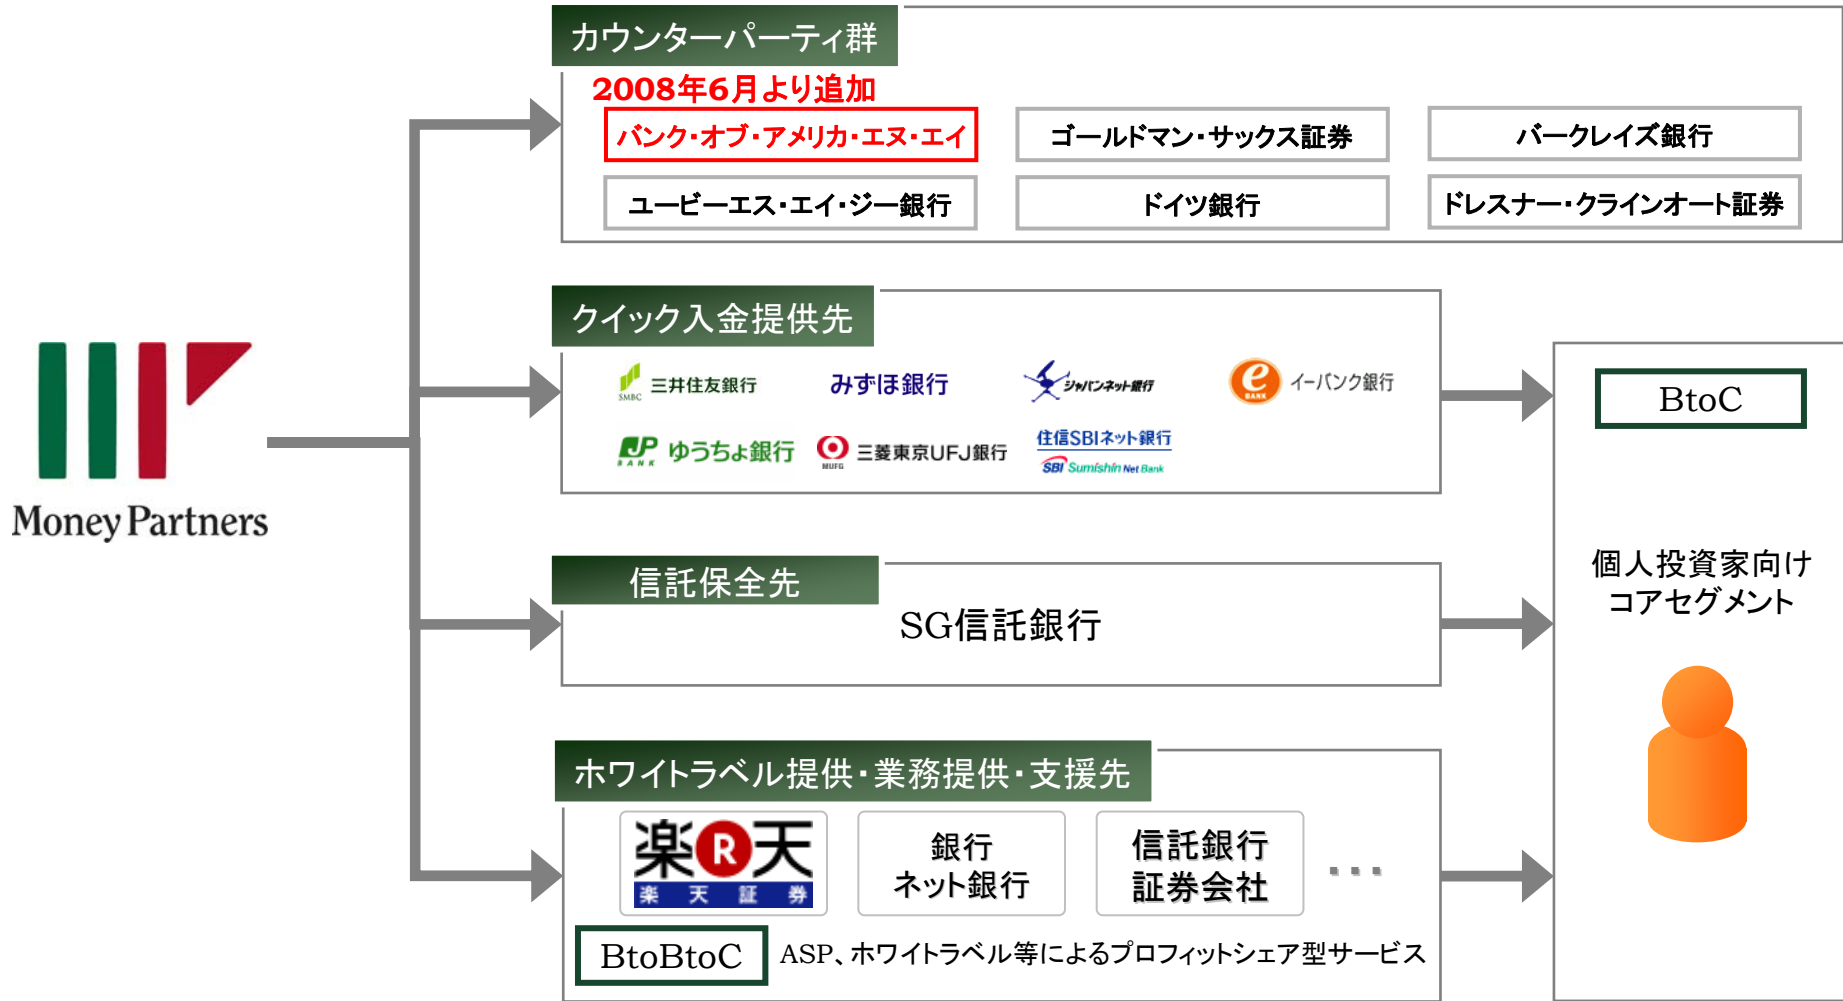 カウンターパーティ群
2008年6月より追加
バンク・オブ・アメリカ・エヌ・エイ
ゴールドマン・サックス証券
バークレイズ銀行
ユービーエス・エイ・ジー銀行
ドイツ銀行
ドレスナー・クラインオート証券
Money Partners
クイック入金提供先
SMBC 三井住友銀行
みずほ銀行
ジャパンネット銀行
e BANK イーバンク銀行
JP BANK ゆうちょ銀行
MUFG 三菱東京UFJ銀行
住信SBIネット銀行
SBI Sumishin Net Bank
信託保全先
SG信託銀行
ホワイトラベル提供・業務提供・支援先
楽R天
楽天証券
銀行
ネット銀行
信託銀行
証券会社
...
BtoBtoC
ASP、ホワイトラベル等によるプロフィットシェア型サービス
BtoC
個人投資家向け
コアセグメント